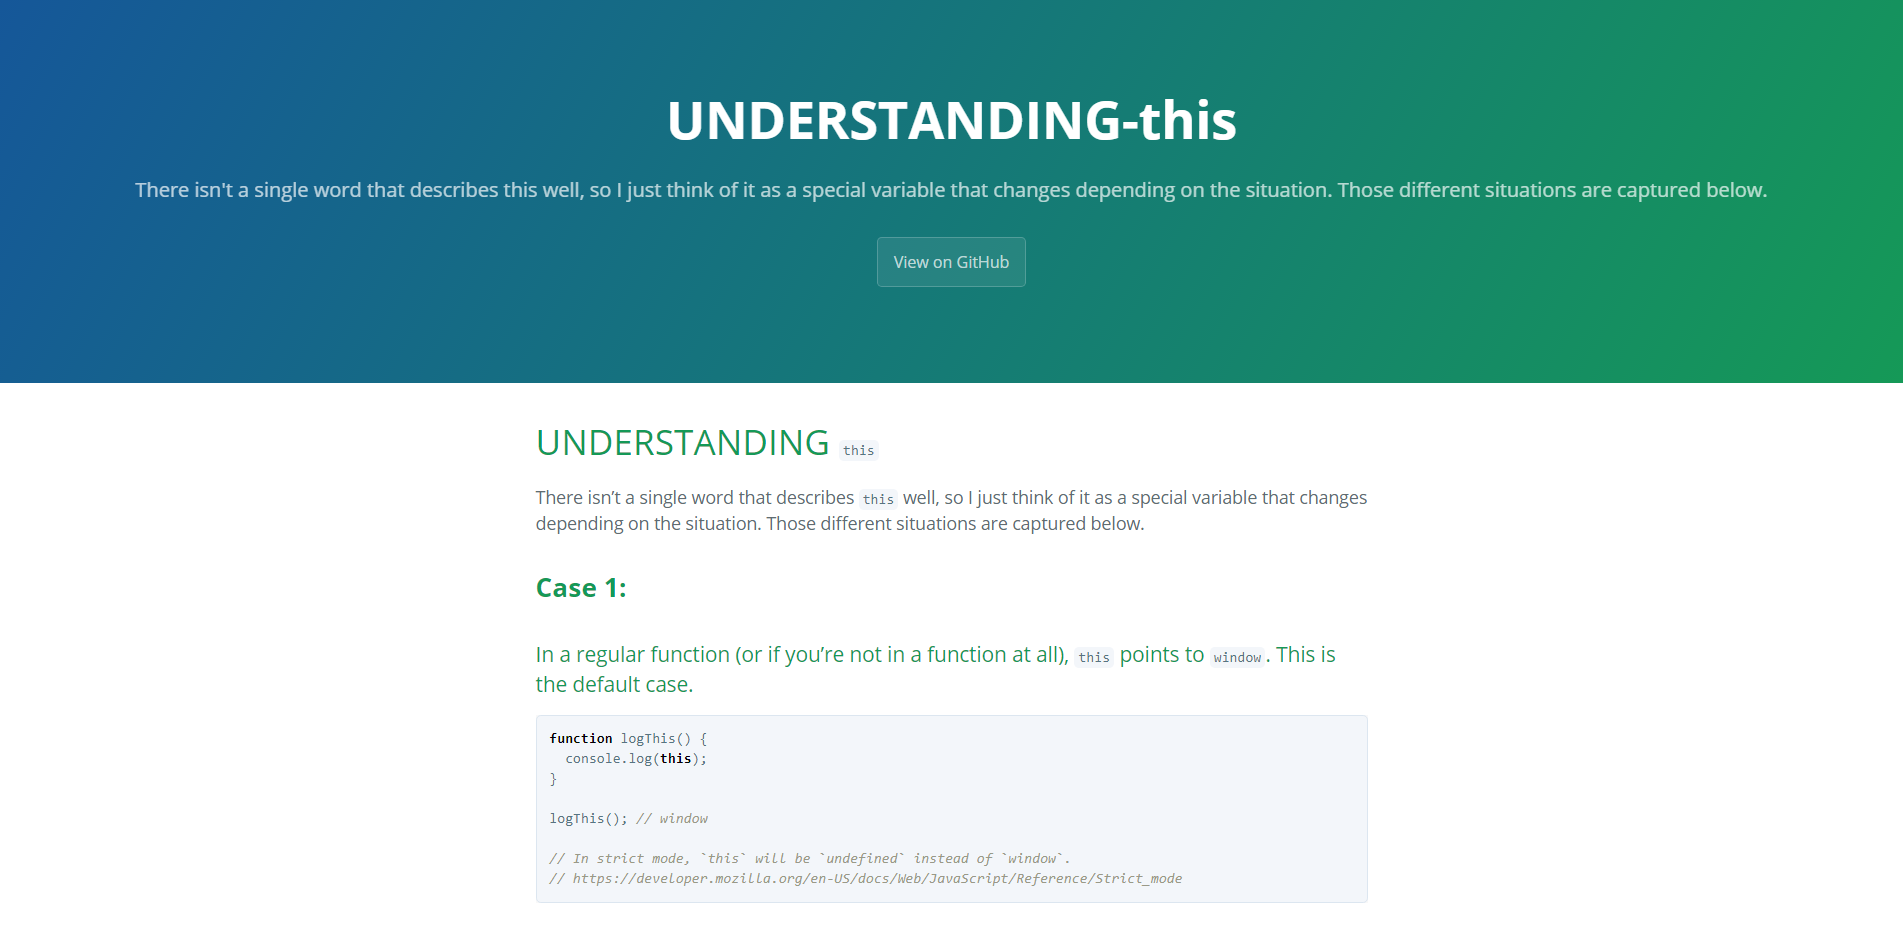 UNDERSTANDING-this
There isn't a single word that describes this well, so I just think of it as a special variable that changes depending on the situation. Those different situations are captured below.
View on GitHub
UNDERSTANDING this
There isn’t a single word that describes this well, so I just think of it as a special variable that changes
depending on the situation. Those different situations are captured below.
Case 1:
In a regular function (or if you’re not in a function at all), this points to window. This is
the default case.
function logThis() {
  console.log(this);
}
logThis(); // window
// In strict mode, `this` will be `undefined` instead of `window`.
// https://developer.mozilla.org/en-US/docs/Web/JavaScript/Reference/Strict_mode